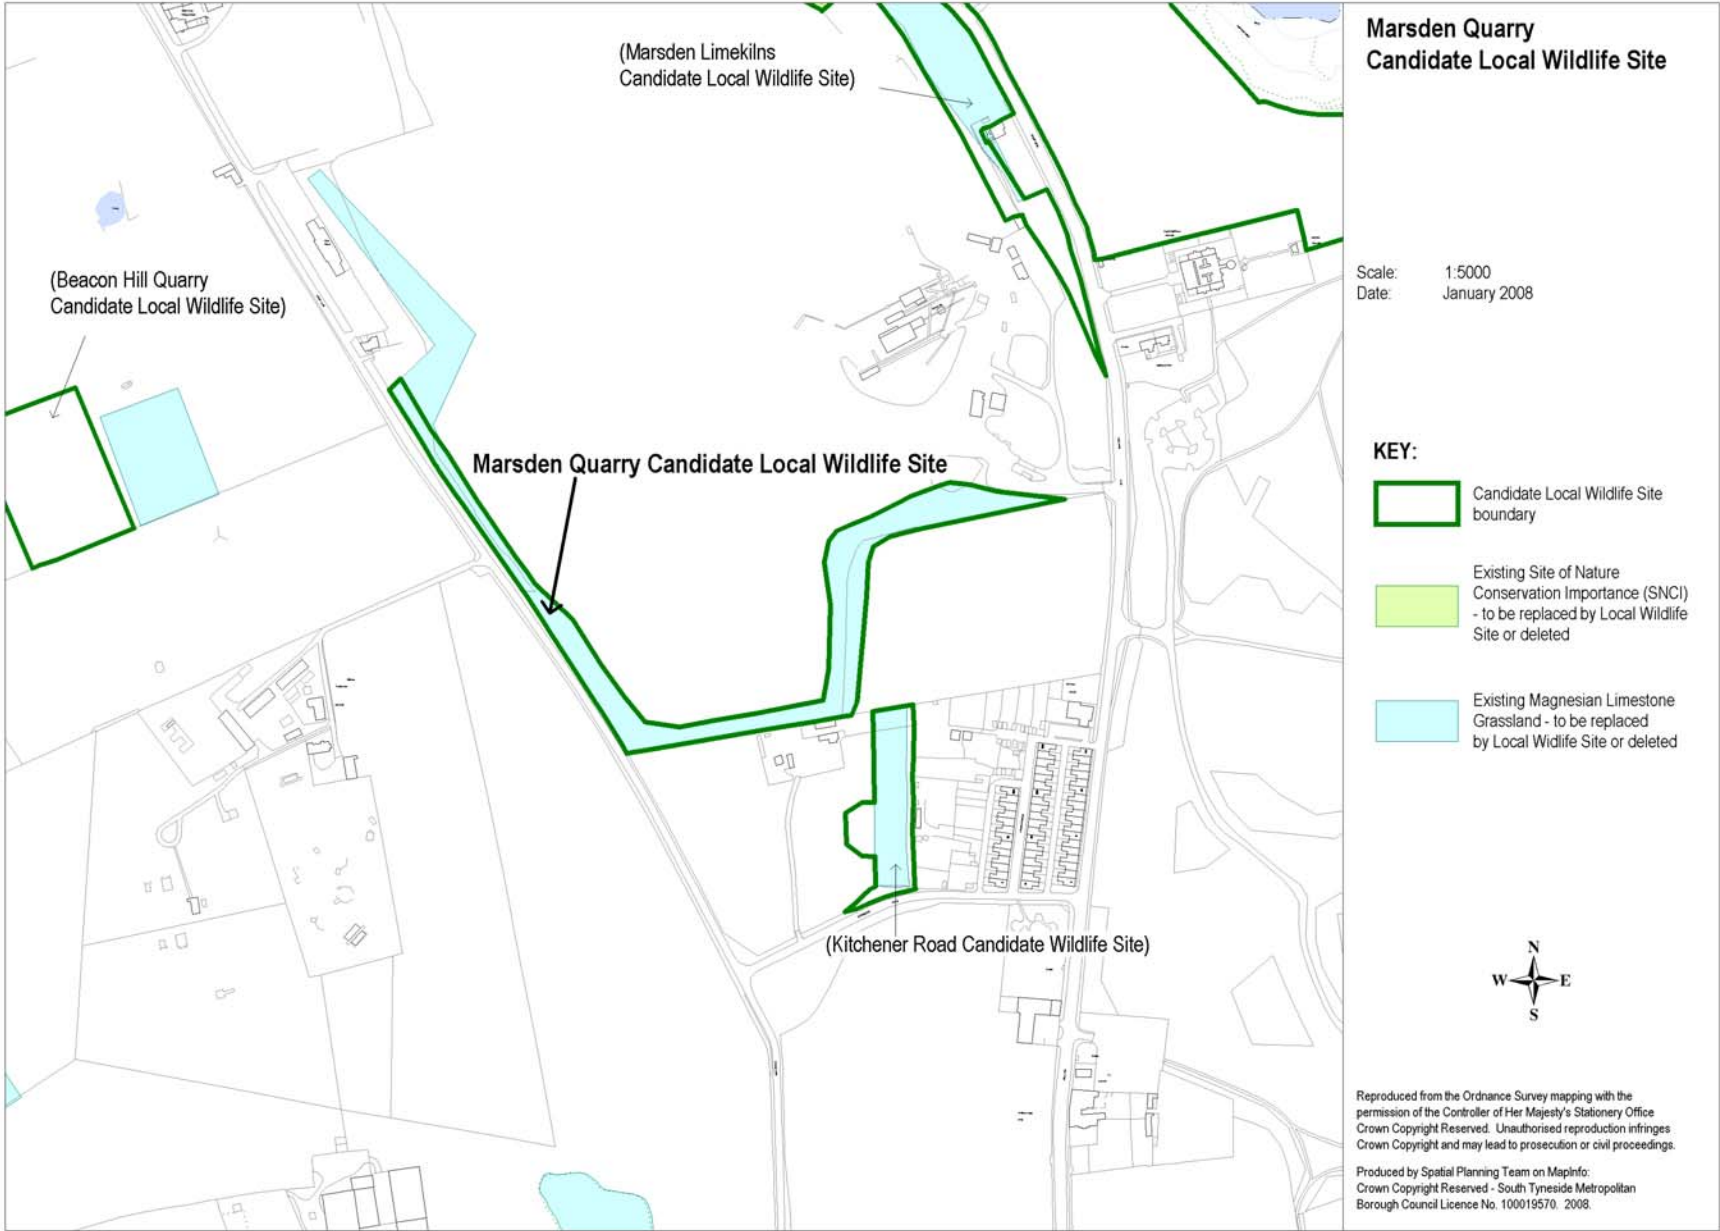 Marsden Quarry
Candidate Local Wildlife Site
(Marsden Limekilns
Candidate Local Wildlife Site)
(Beacon Hill Quarry
Candidate Local Wildlife Site)
Scale: 1:5000
Date: January 2008
Marsden Quarry Candidate Local Wildlife Site
KEY:
Candidate Local Wildlife Site
boundary
Existing Site of Nature
Conservation Importance (SNCI)
- to be replaced by Local Wildlife
Site or deleted
Existing Magnesian Limestone
Grassland - to be replaced
by Local Widlife Site or deleted
(Kitchener Road Candidate Wildlife Site)
N
W E
S
Reproduced from the Ordnance Survey mapping with the
permission of the Controller of Her Majesty's Stationery Office
Crown Copyright Reserved. Unauthorised reproduction infringes
Crown Copyright and may lead to prosecution or civil proceedings.
Produced by Spatial Planning Team on MapInfo:
Crown Copyright Reserved - South Tyneside Metropolitan
Borough Council Licence No. 100019570. 2008.